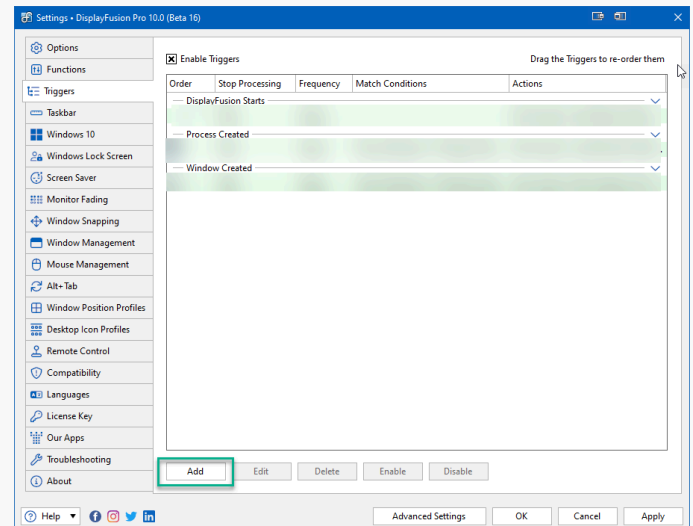 Settings • DisplayFusion Pro 10.0 (Beta 16)
Options
Functions
Triggers
Taskbar
Windows 10
Windows Lock Screen
Screen Saver
Monitor Fading
Window Snapping
Window Management
Mouse Management
Alt+Tab
Window Position Profiles
Desktop Icon Profiles
Remote Control
Compatibility
Languages
License Key
Our Apps
Troubleshooting
About
Enable Triggers
Drag the Triggers to re-order them
Order Stop Processing Frequency Match Conditions Actions
DisplayFusion Starts
Process Created
Window Created
Add Edit Delete Enable Disable
Help Advanced Settings OK Cancel Apply